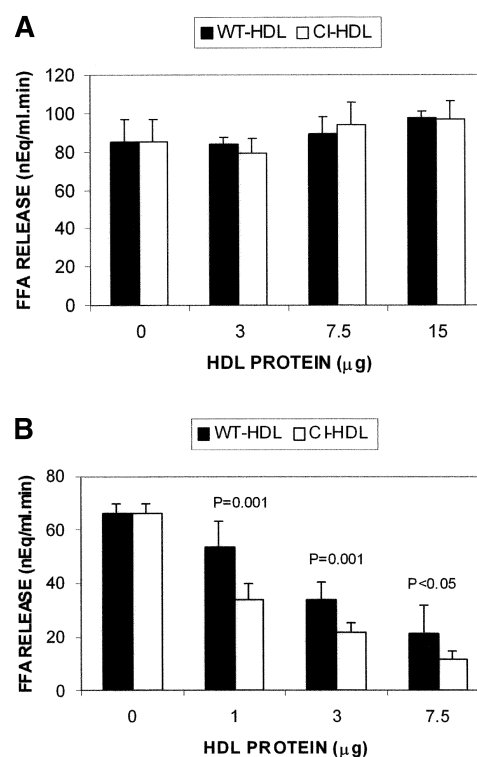 A
WT-HDL CI-HDL
FFA RELEASE (nEq/ml.min)
120
100
80
60
40
20
0
0 3 7.5 15
HDL PROTEIN (µg)
B
WT-HDL CI-HDL
FFA RELEASE (nEq/ml.min)
80
60
40
20
0
P=0.001
P=0.001
P<0.05
0 1 3 7.5
HDL PROTEIN (µg)